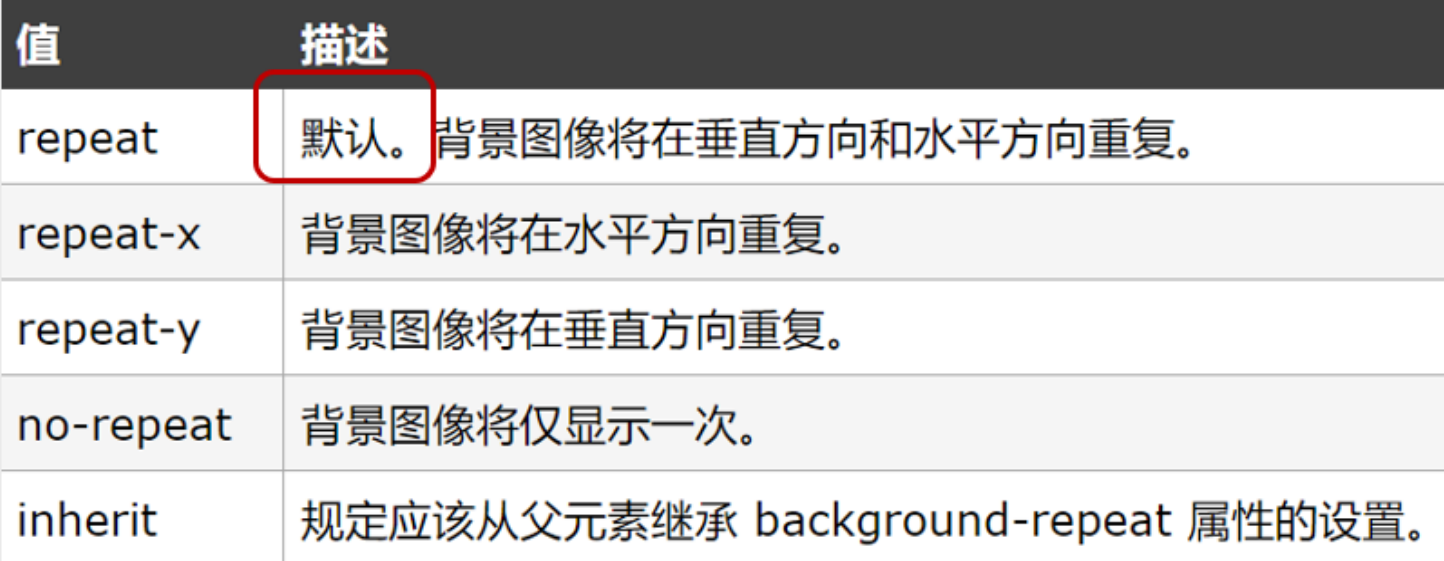 值 描述
repeat 默认。背景图像将在垂直方向和水平方向重复。
repeat-x 背景图像将在水平方向重复。
repeat-y 背景图像将在垂直方向重复。
no-repeat 背景图像将仅显示一次。
inherit 规定应该从父元素继承 background-repeat 属性的设置。